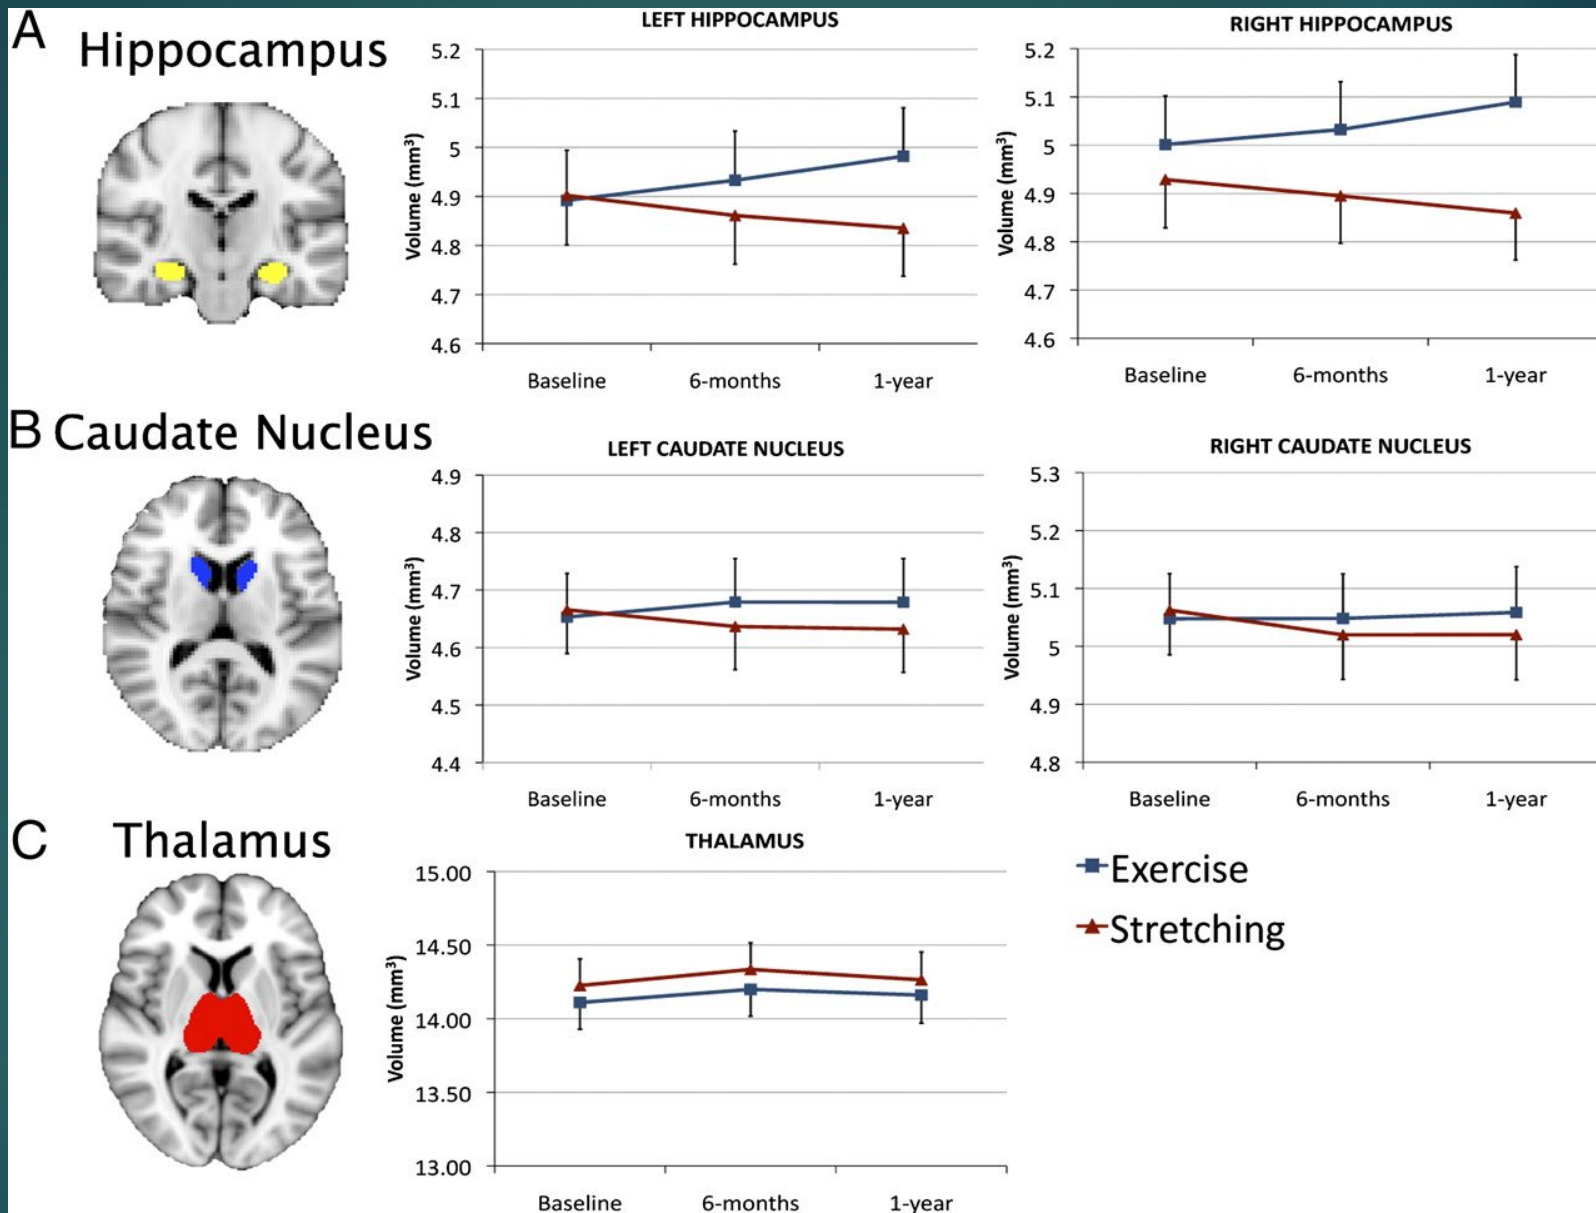 A
Hippocampus
LEFT HIPPOCAMPUS
5.2
5.1
5
4.9
4.8
4.7
4.6
Volume (mm³)
Baseline 6-months 1-year
RIGHT HIPPOCAMPUS
5.2
5.1
5
4.9
4.8
4.7
4.6
Volume (mm³)
Baseline 6-months 1-year
B Caudate Nucleus
LEFT CAUDATE NUCLEUS
4.9
4.8
4.7
4.6
4.5
4.4
Volume (mm³)
Baseline 6-months 1-year
RIGHT CAUDATE NUCLEUS
5.3
5.2
5.1
5
4.9
4.8
Volume (mm³)
Baseline 6-months 1-year
C Thalamus
THALAMUS
15.00
14.50
14.00
13.50
13.00
Volume (mm³)
Baseline 6-months 1-year
Exercise
Stretching